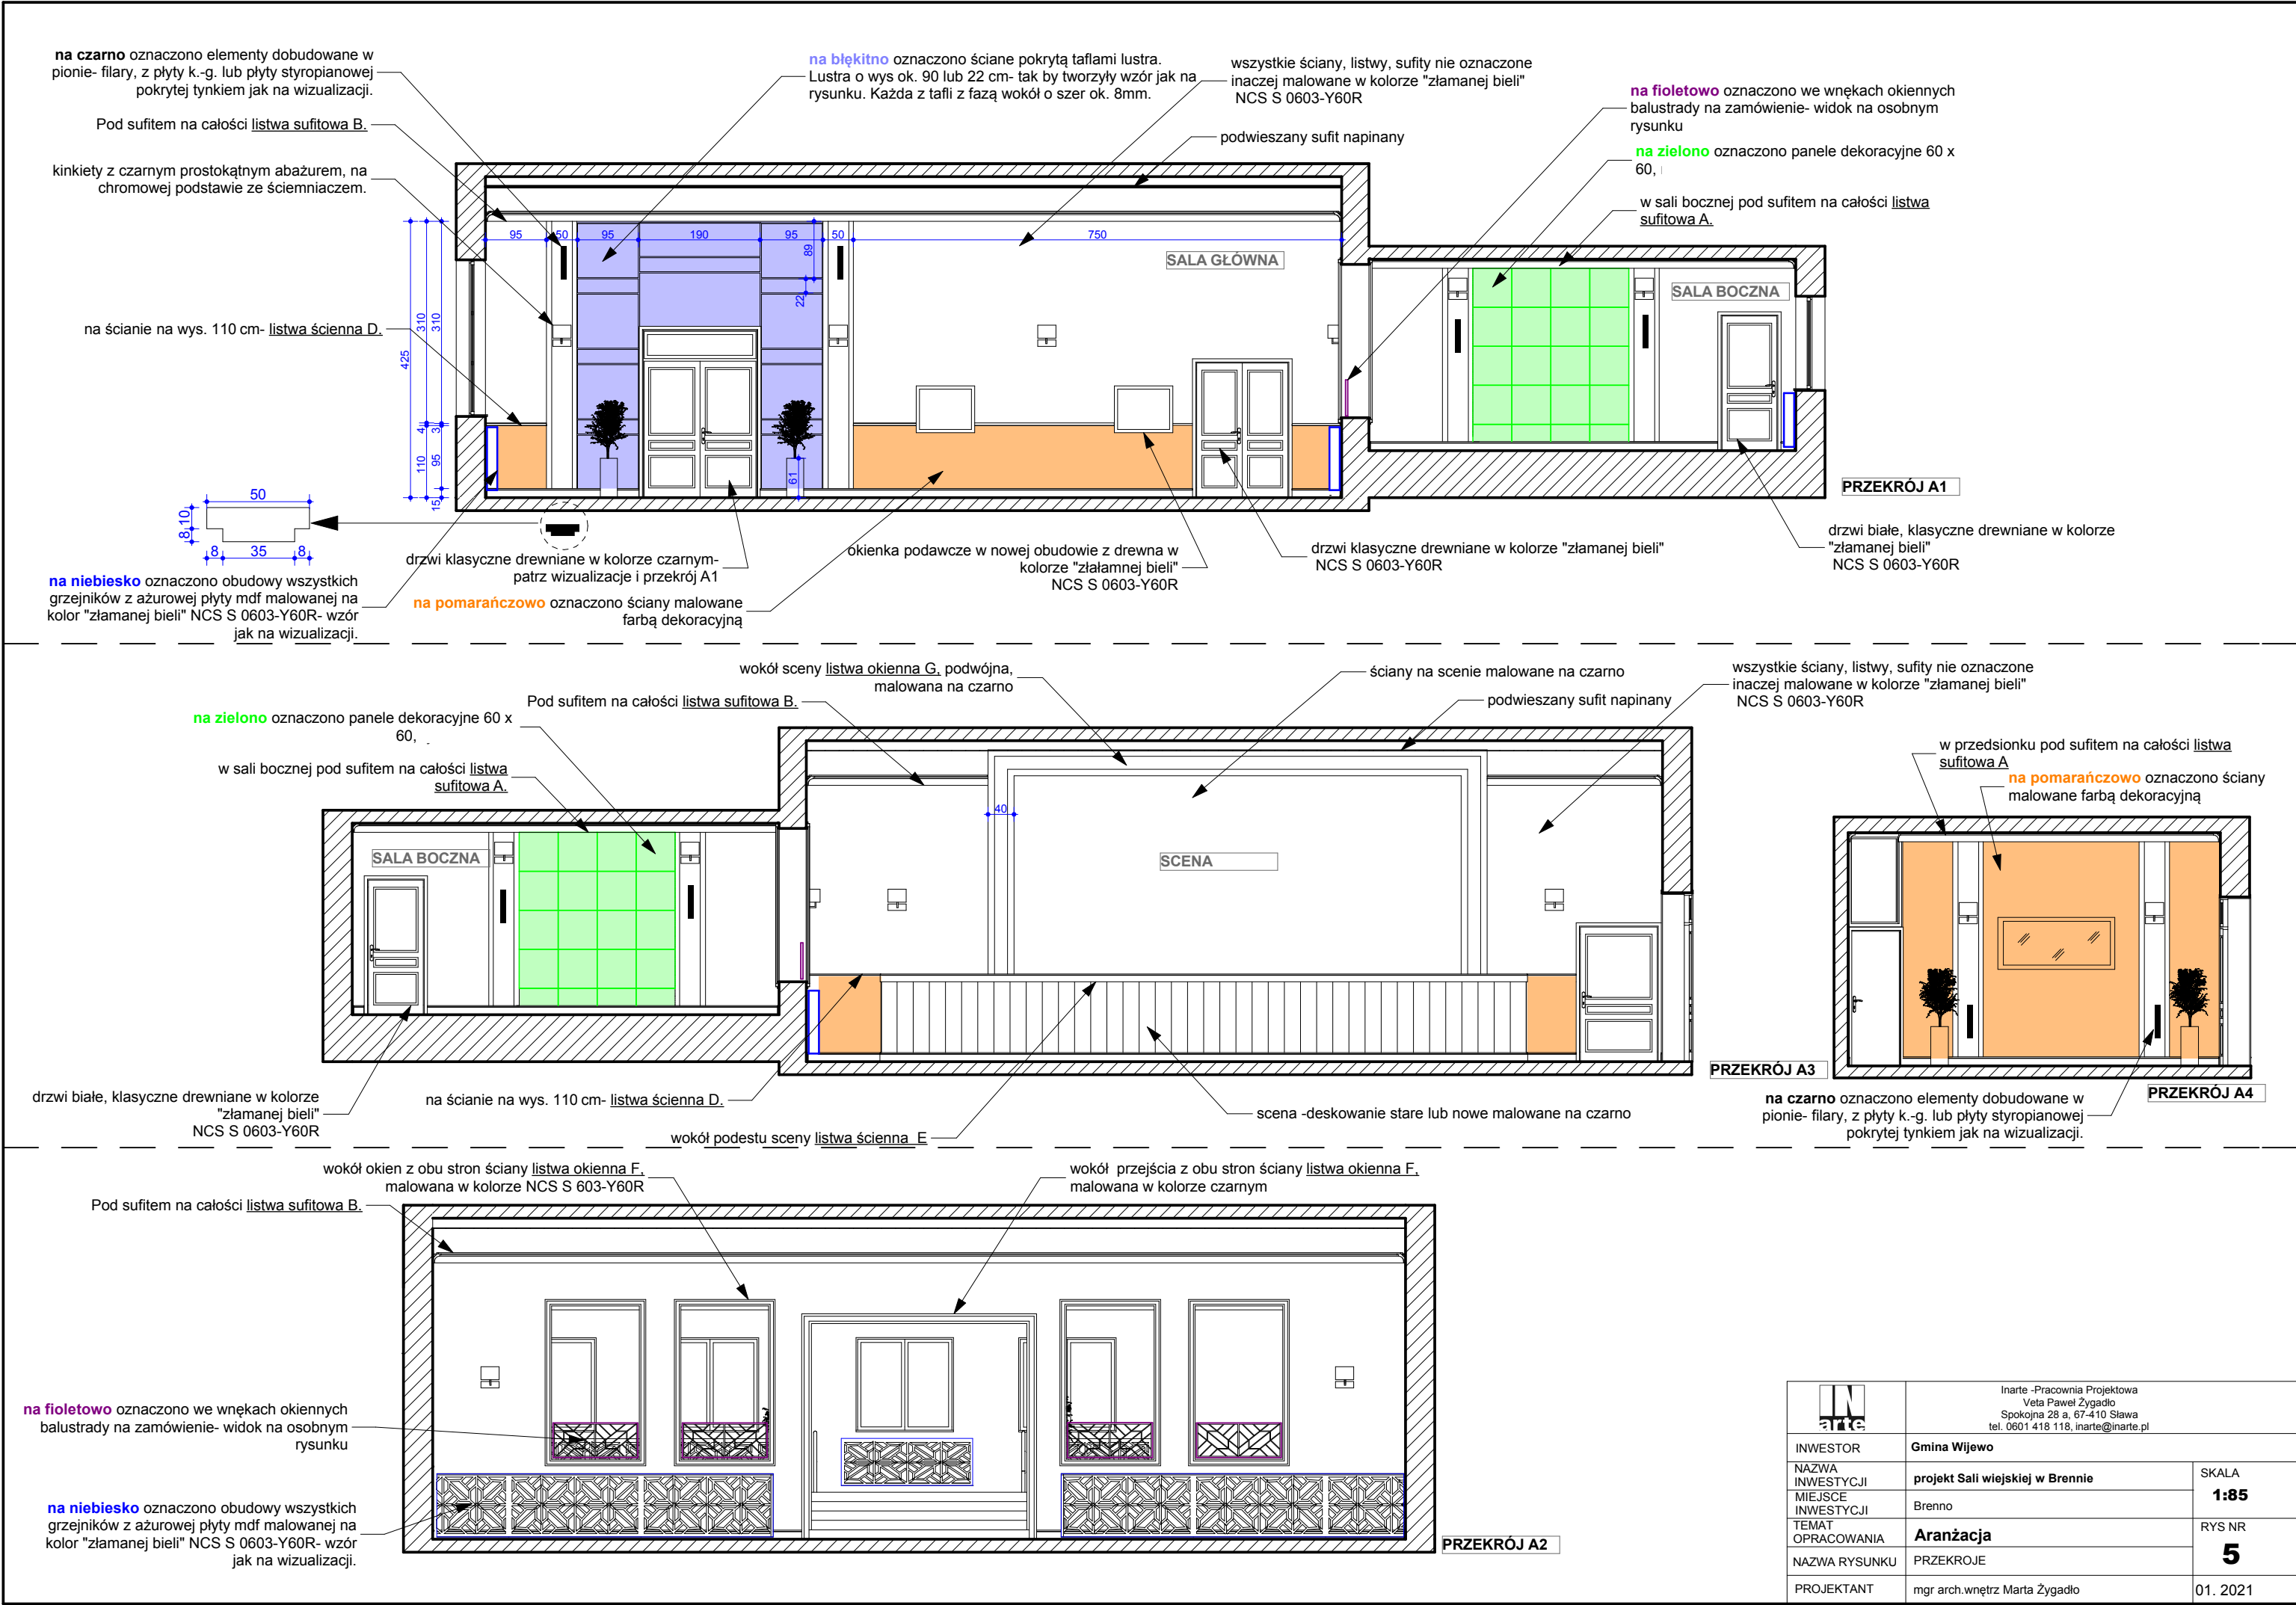 na czarno oznaczono elementy dobudowane w
pionie- filary, z płyty k.-g. lub płyty styropianowej
pokrytej tynkiem jak na wizualizacji.
Pod sufitem na całości listwa sufitowa B.
kinkiety z czarnym prostokątnym abażurem, na
chromowej podstawie ze ściemniaczem.
na ścianie na wys. 110 cm- listwa ścienna D.
na błękitno oznaczono ściane pokrytą taflami lustra.
Lustra o wys ok. 90 lub 22 cm- tak by tworzyły wzór jak na
rysunku. Każda z tafli z fazą wokół o szer ok. 8mm.
wszystkie ściany, listwy, sufity nie oznaczone
inaczej malowane w kolorze "złamanej bieli"
NCS S 0603-Y60R
podwieszany sufit napinany
na fioletowo oznaczono we wnękach okiennych
balustrady na zamówienie- widok na osobnym
rysunku
na zielono oznaczono panele dekoracyjne 60 x
60,
w sali bocznej pod sufitem na całości listwa
sufitowa A.
95 50 95 190 95 50 750
89
22
61
425
310 310
4 3
110 95
15
SALA GŁÓWNA
SALA BOCZNA
PRZEKRÓJ A1
50
10
8
8 35 8
na niebiesko oznaczono obudowy wszystkich
grzejników z ażurowej płyty mdf malowanej na
kolor "złamanej bieli" NCS S 0603-Y60R- wzór
jak na wizualizacji.
drzwi klasyczne drewniane w kolorze czarnym-
patrz wizualizacje i przekrój A1
na pomarańczowo oznaczono ściany malowane
farbą dekoracyjną
okienka podawcze w nowej obudowie z drewna w
kolorze "złałamnej bieli"
NCS S 0603-Y60R
drzwi klasyczne drewniane w kolorze "złamanej bieli"
NCS S 0603-Y60R
drzwi białe, klasyczne drewniane w kolorze
"złamanej bieli"
NCS S 0603-Y60R
wokół sceny listwa okienna G, podwójna,
malowana na czarno
Pod sufitem na całości listwa sufitowa B.
na zielono oznaczono panele dekoracyjne 60 x
60,
w sali bocznej pod sufitem na całości listwa
sufitowa A.
ściany na scenie malowane na czarno
podwieszany sufit napinany
wszystkie ściany, listwy, sufity nie oznaczone
inaczej malowane w kolorze "złamanej bieli"
NCS S 0603-Y60R
w przedsionku pod sufitem na całości listwa
sufitowa A
na pomarańczowo oznaczono ściany
malowane farbą dekoracyjną
40
SALA BOCZNA
SCENA
PRZEKRÓJ A3
PRZEKRÓJ A4
drzwi białe, klasyczne drewniane w kolorze
"złamanej bieli"
NCS S 0603-Y60R
na ścianie na wys. 110 cm- listwa ścienna D.
wokół podestu sceny listwa ścienna E
scena -deskowanie stare lub nowe malowane na czarno
na czarno oznaczono elementy dobudowane w
pionie- filary, z płyty k.-g. lub płyty styropianowej
pokrytej tynkiem jak na wizualizacji.
wokół okien z obu stron ściany listwa okienna F,
malowana w kolorze NCS S 603-Y60R
Pod sufitem na całości listwa sufitowa B.
wokół przejścia z obu stron ściany listwa okienna F,
malowana w kolorze czarnym
na fioletowo oznaczono we wnękach okiennych
balustrady na zamówienie- widok na osobnym
rysunku
na niebiesko oznaczono obudowy wszystkich
grzejników z ażurowej płyty mdf malowanej na
kolor "złamanej bieli" NCS S 0603-Y60R- wzór
jak na wizualizacji.
PRZEKRÓJ A2
IN
arte
Inarte -Pracownia Projektowa
Veta Paweł Żygadło
Spokojna 28 a, 67-410 Sława
tel. 0601 418 118, inarte@inarte.pl
INWESTOR Gmina Wijewo
NAZWA
INWESTYCJI projekt Sali wiejskiej w Brennie
SKALA
1:85
MIEJSCE
INWESTYCJI Brenno
TEMAT
OPRACOWANIA Aranżacja
RYS NR
5
NAZWA RYSUNKU PRZEKROJE
PROJEKTANT mgr arch.wnętrz Marta Żygadło 01. 2021